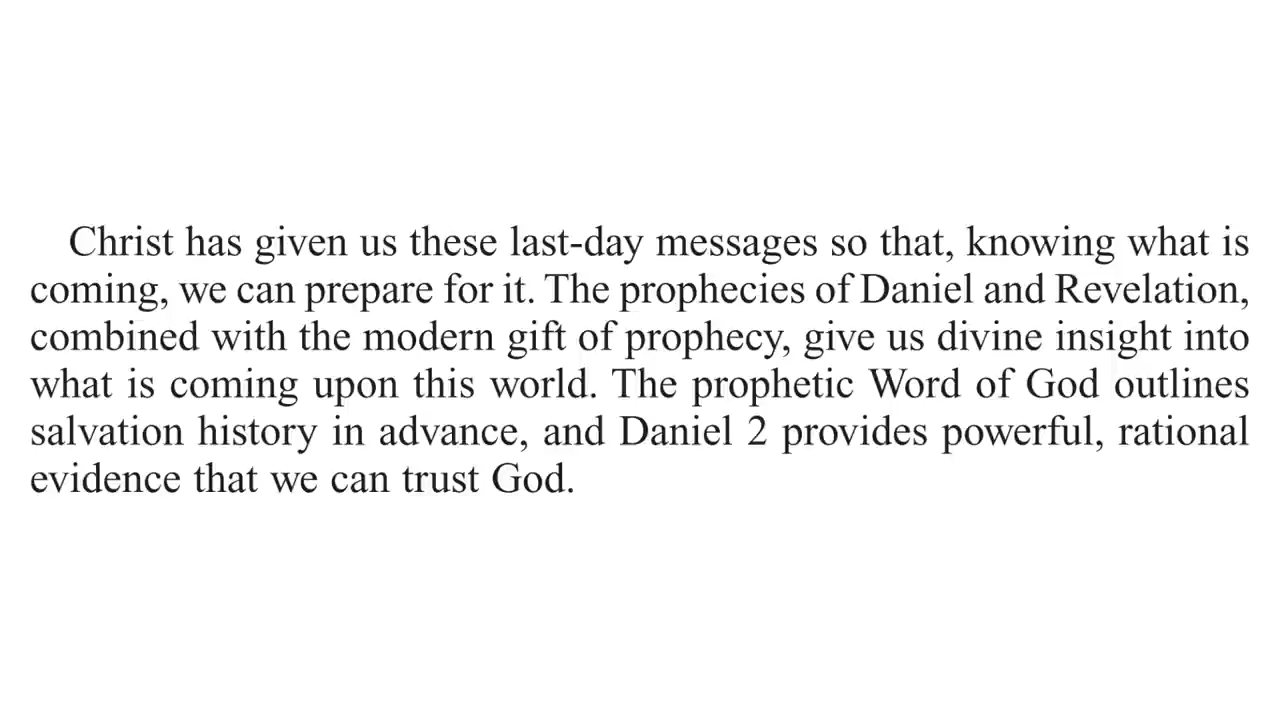 Christ has given us these last-day messages so that, knowing what is
coming, we can prepare for it. The prophecies of Daniel and Revelation,
combined with the modern gift of prophecy, give us divine insight into
what is coming upon this world. The prophetic Word of God outlines
salvation history in advance, and Daniel 2 provides powerful, rational
evidence that we can trust God.